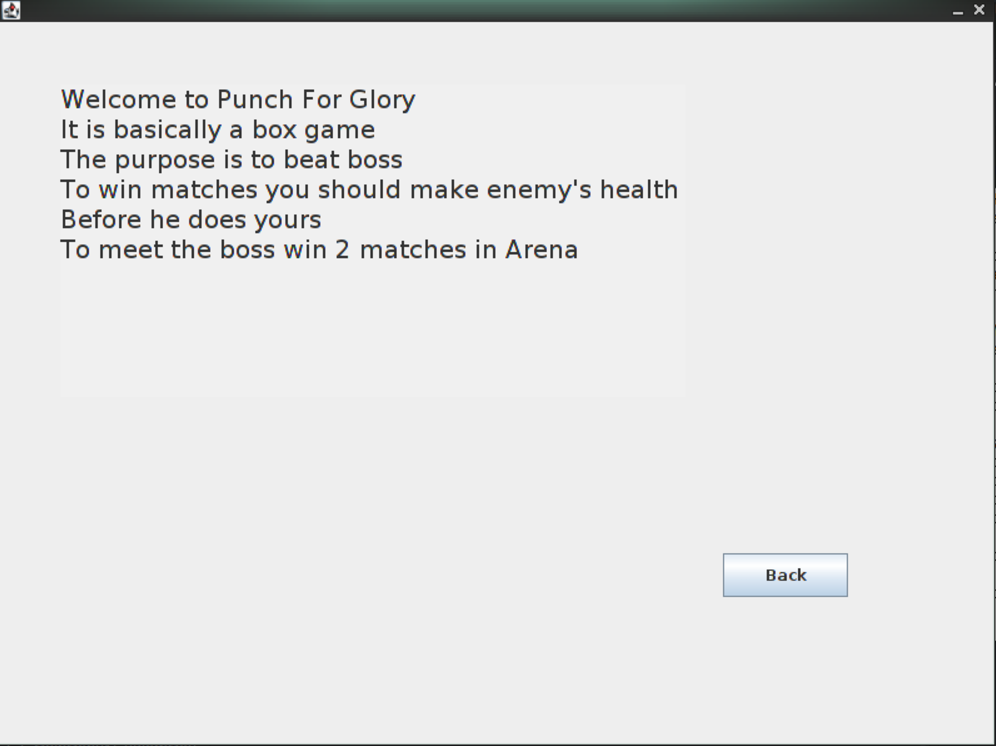 Welcome to Punch For Glory
It is basically a box game
The purpose is to beat boss
To win matches you should make enemy's health
Before he does yours
To meet the boss win 2 matches in Arena
Back